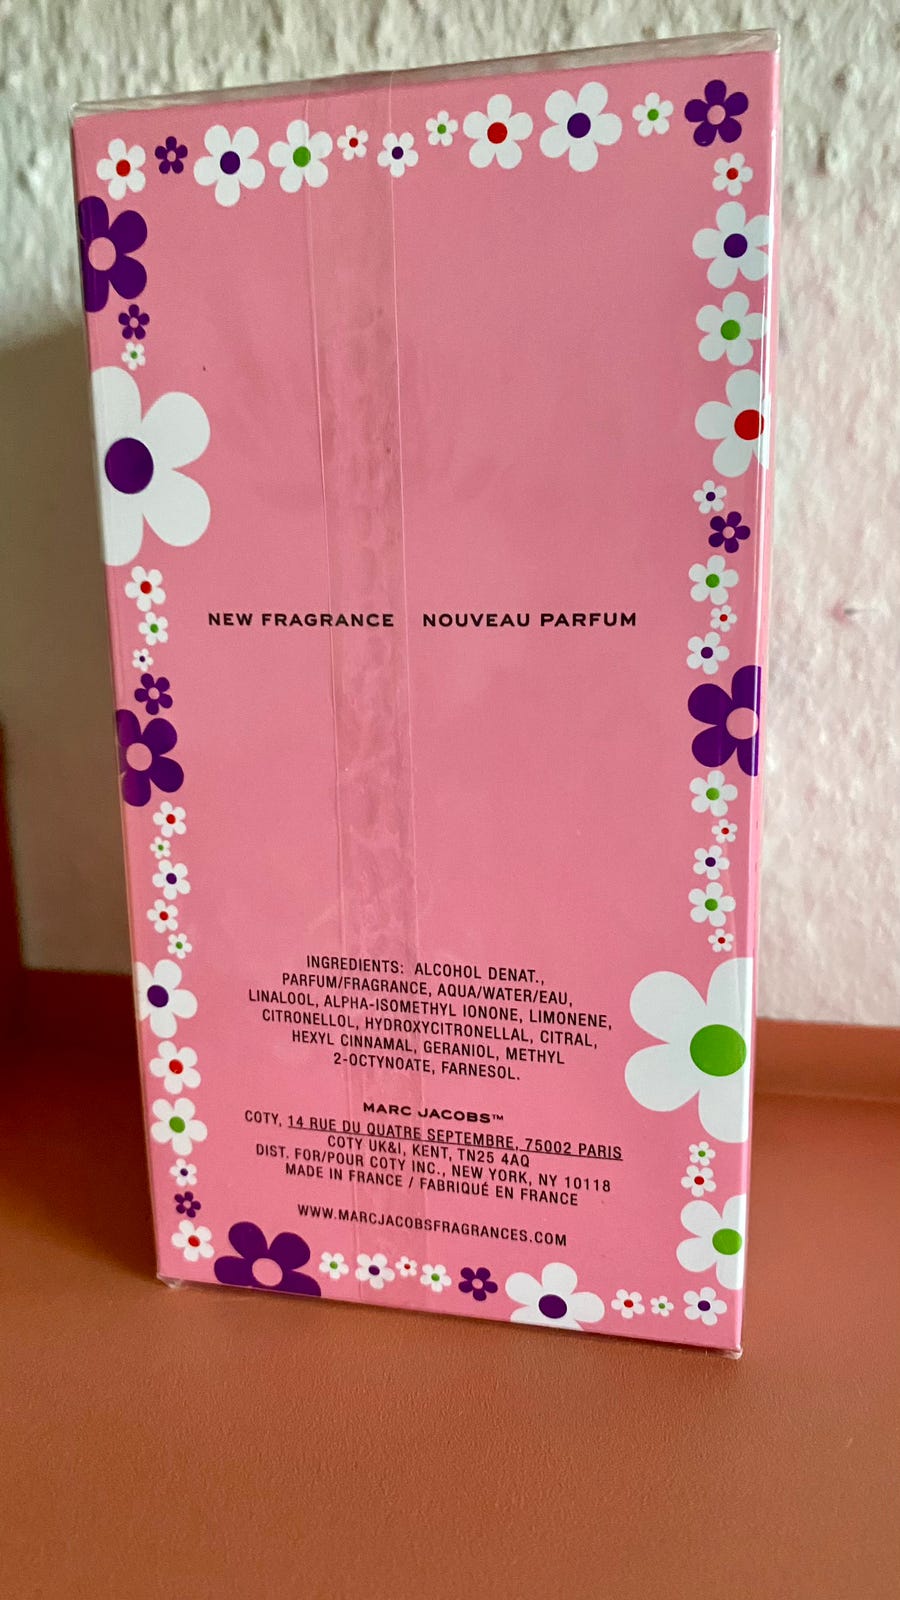 NEW FRAGRANCE NOUVEAU PARFUM
INGREDIENTS: ALCOHOL DENAT.,
PARFUM/FRAGRANCE, AQUA/WATER/EAU,
LINALOOL, ALPHA-ISOMETHYL IONONE, LIMONENE,
CITRONELLOL, HYDROXYCITRONELLAL, CITRAL,
HEXYL CINNAMAL, GERANIOL, METHYL
2-OCTYNOATE, FARNESOL.
MARC JACOBS™
COTY, 14 RUE DU QUATRE SEPTEMBRE, 75002 PARIS
COTY UK&I, KENT, TN25 4AQ
DIST. FOR/POUR COTY INC., NEW YORK, NY 10118
MADE IN FRANCE / FABRIQUÉ EN FRANCE
WWW.MARCJACOBSFRAGRANCES.COM